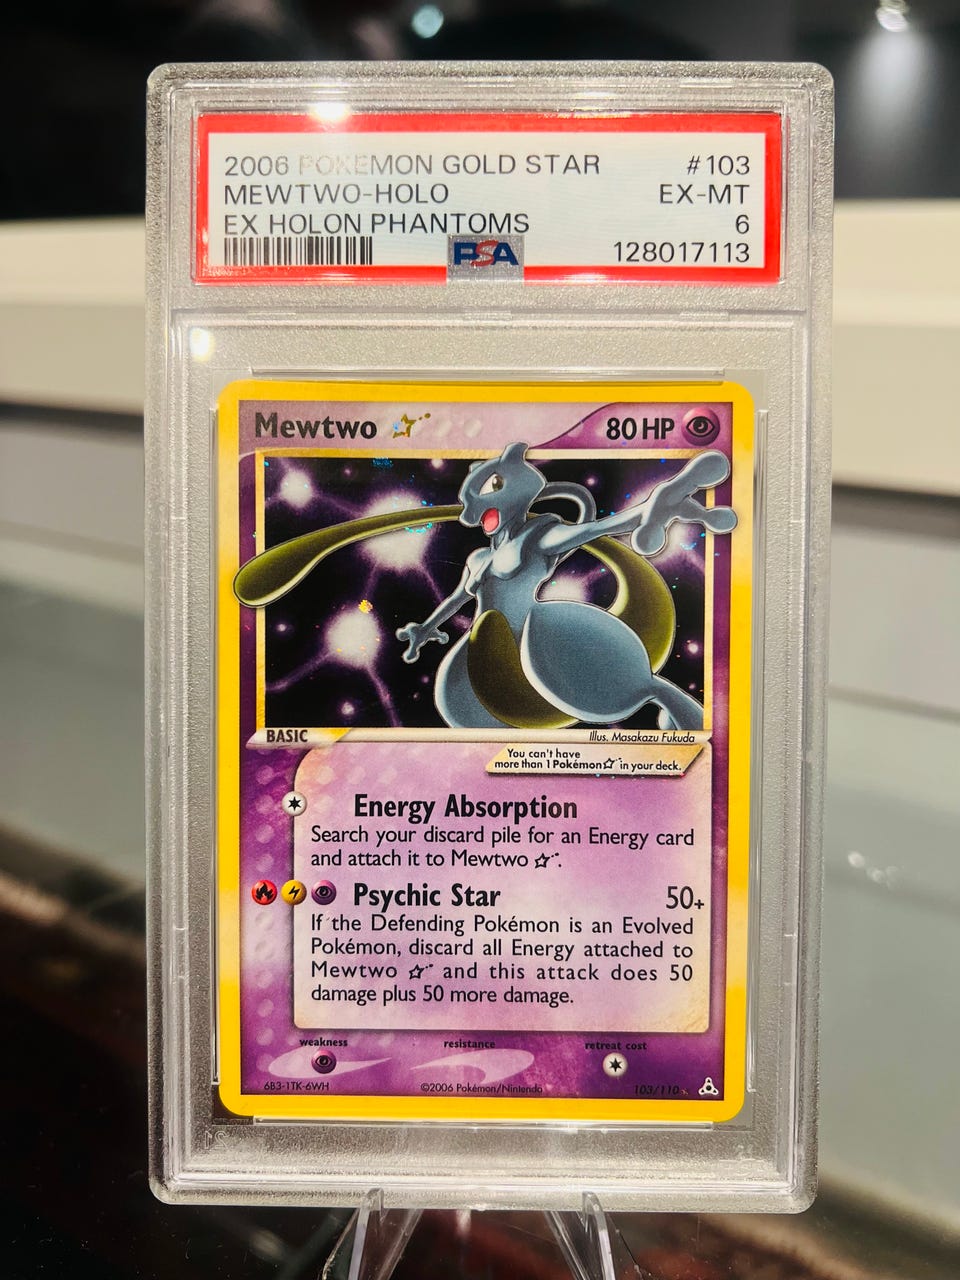 2006 POKEMON GOLD STAR #103
MEWTWO-HOLO EX-MT
EX HOLON PHANTOMS 6
PSA 128017113
Mewtwo 80 HP
BASIC Illus. Masakazu Fukuda
You can't have
more than 1 Pokémon in your deck.
Energy Absorption
Search your discard pile for an Energy card
and attach it to Mewtwo ☆.
Psychic Star 50+
If the Defending Pokémon is an Evolved
Pokémon, discard all Energy attached to
Mewtwo ☆ and this attack does 50
damage plus 50 more damage.
weakness resistance retreat cost
6B3-1TK-6WH ©2006 Pokémon/Nintendo 103/110